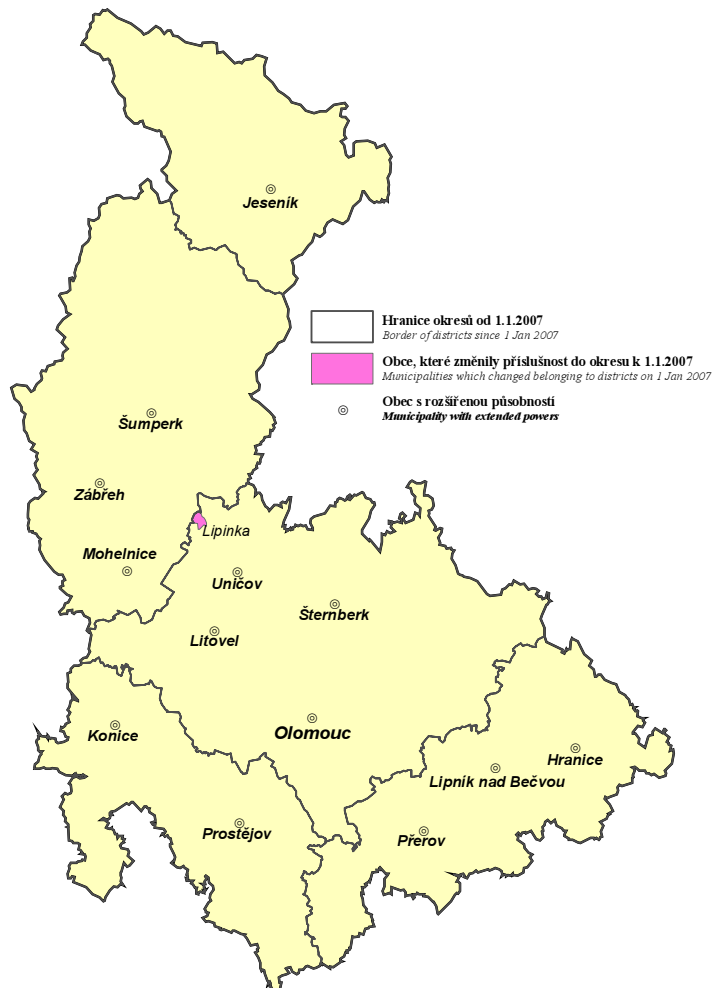 Jeseník
Hranice okresů od 1.1.2007
Border of districts since 1 Jan 2007
Obce, které změnily příslušnost do okresu k 1.1.2007
Municipalities which changed belonging to districts on 1 Jan 2007
Obec s rozšířenou působností
Municipality with extended powers
Šumperk
Zábřeh
Lipinka
Mohelnice
Uničov
Šternberk
Litovel
Olomouc
Konice
Hranice
Lipník nad Bečvou
Prostějov
Přerov